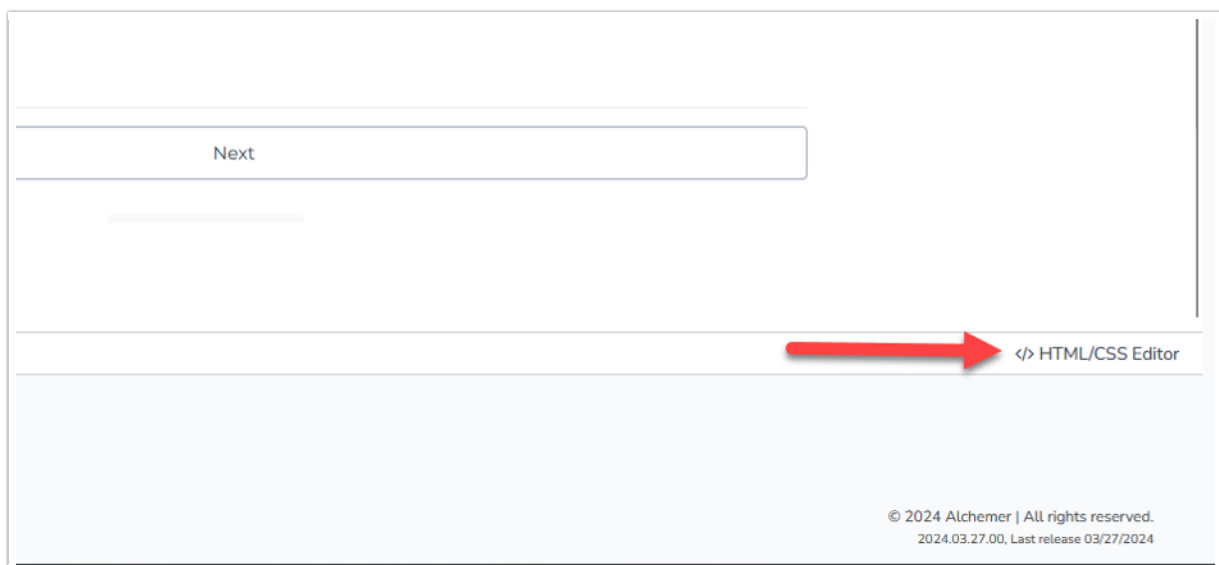 Next
</> HTML/CSS Editor
© 2024 Alchemer | All rights reserved.
2024.03.27.00, Last release 03/27/2024